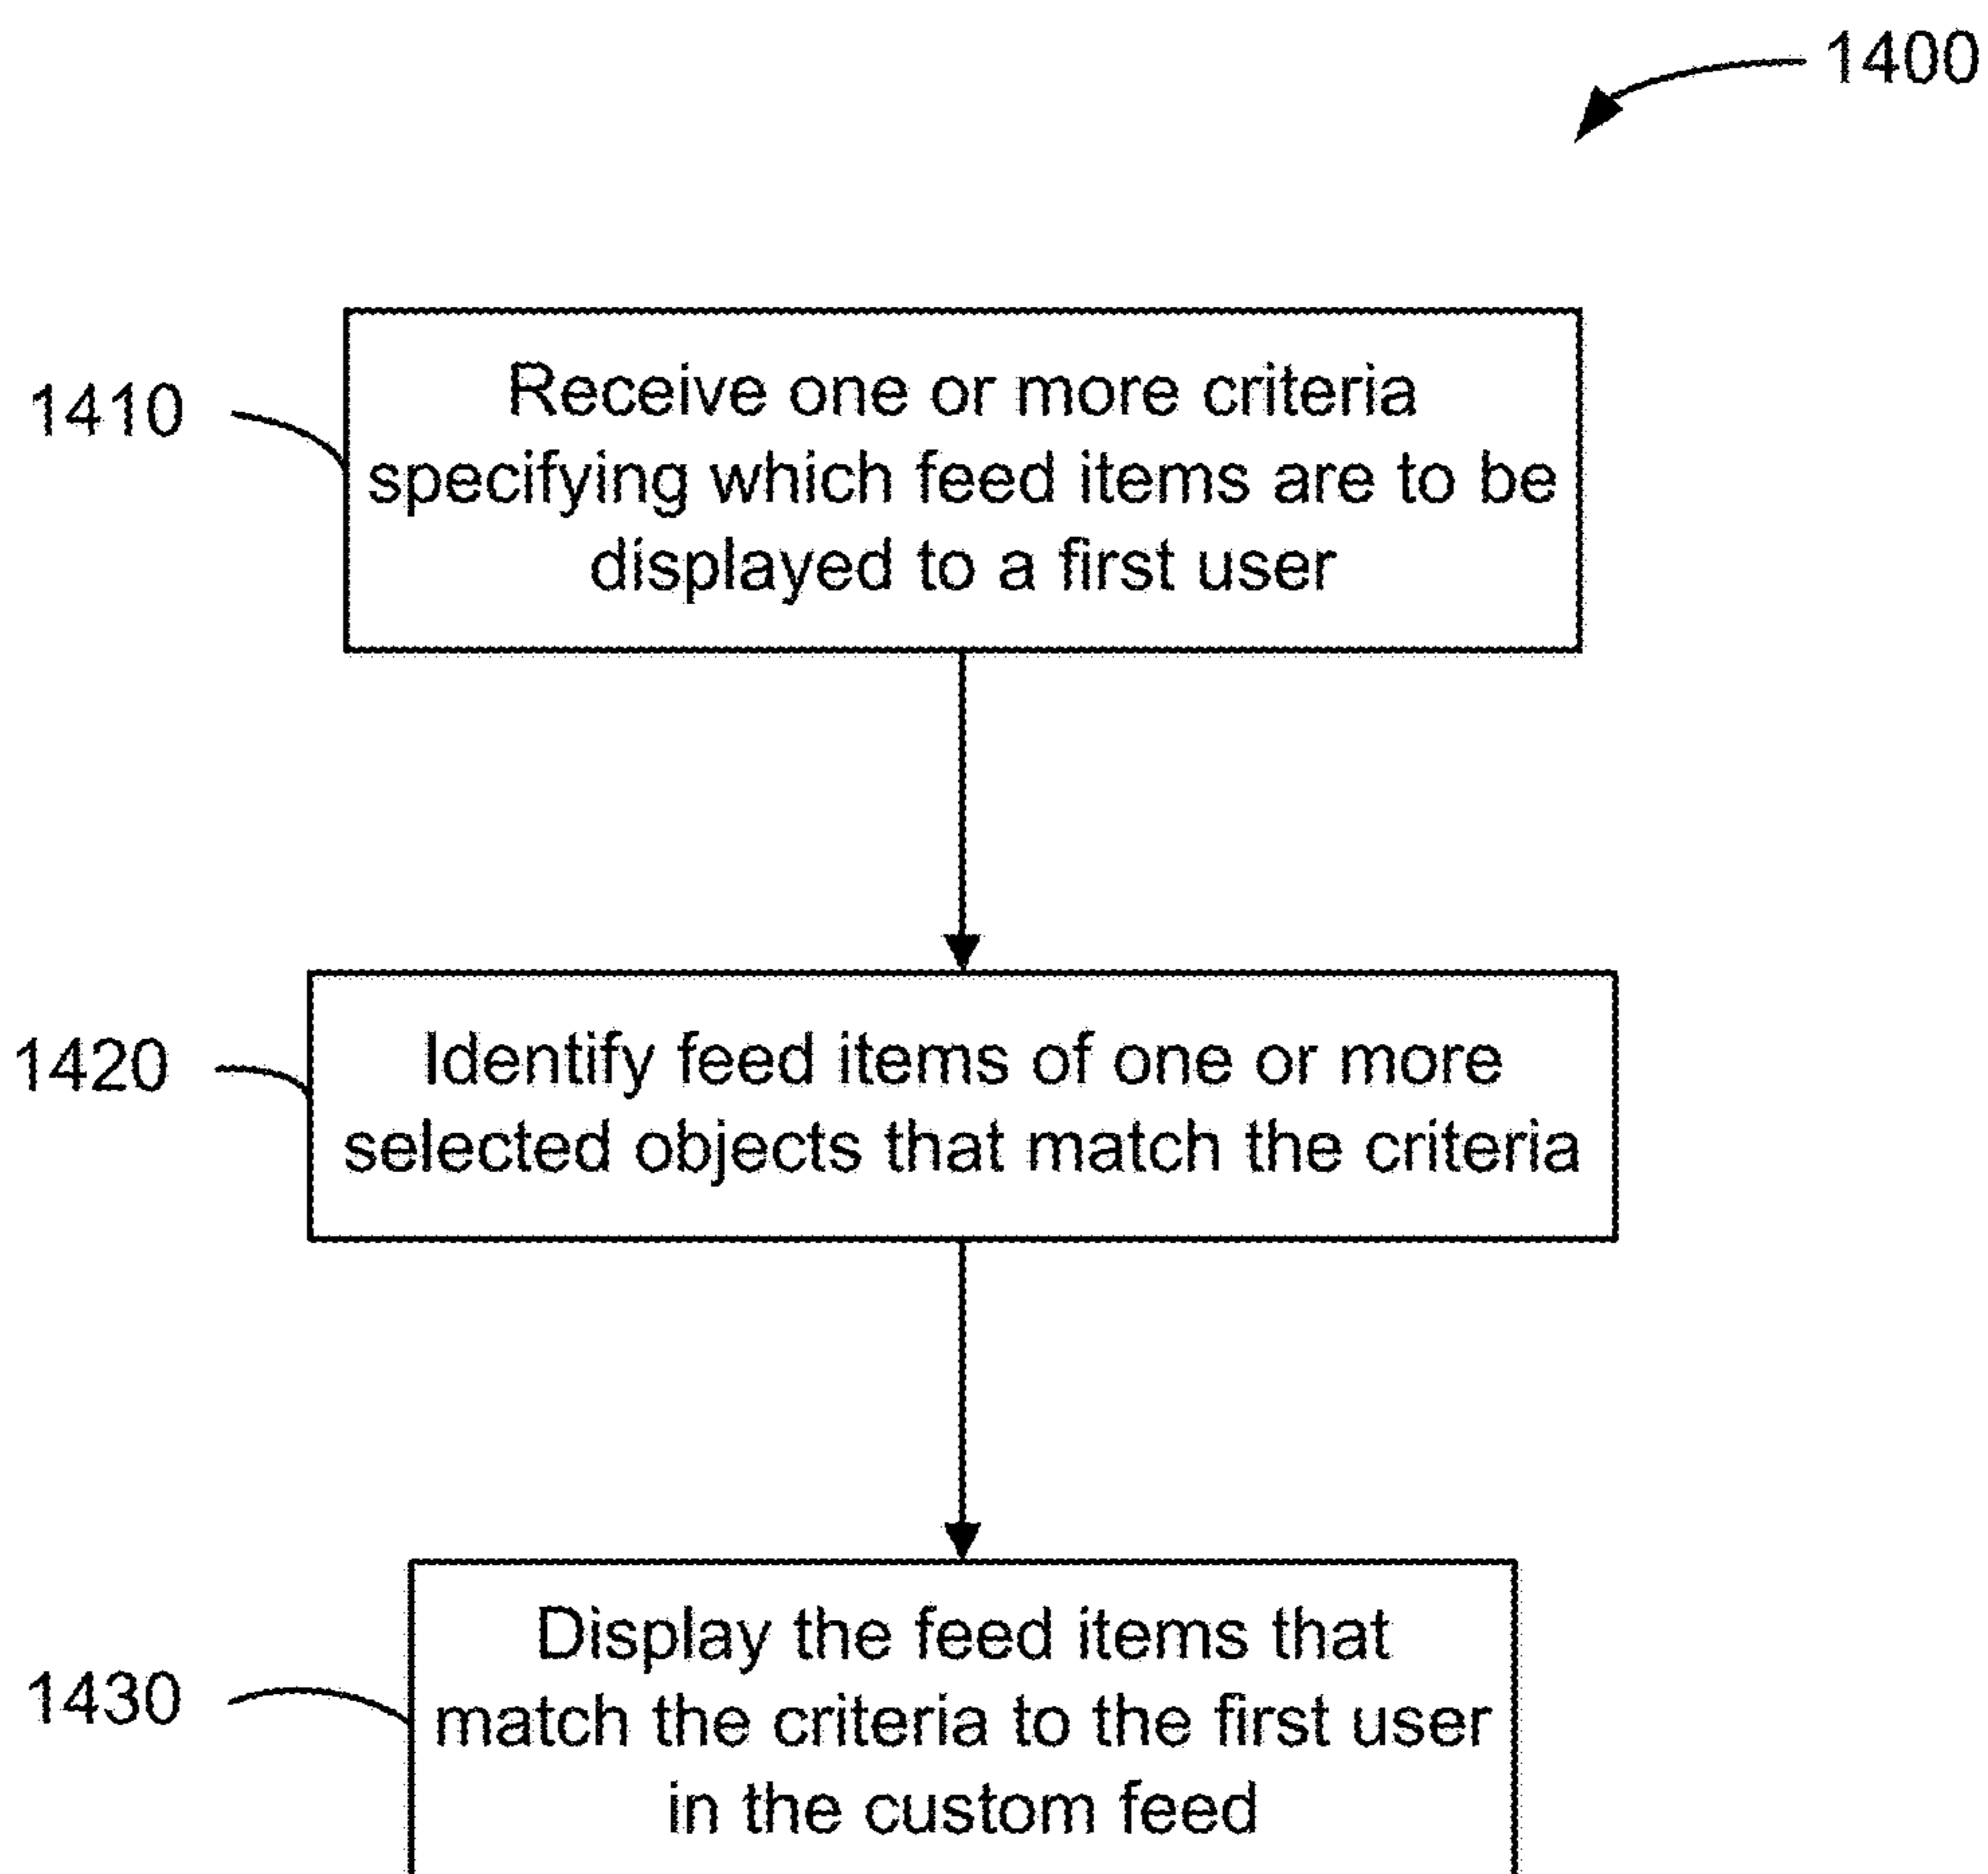 1400
1410
Receive one or more criteria
specifying which feed items are to be
displayed to a first user
1420
Identify feed items of one or more
selected objects that match the criteria
1430
Display the feed items that
match the criteria to the first user
in the custom feed